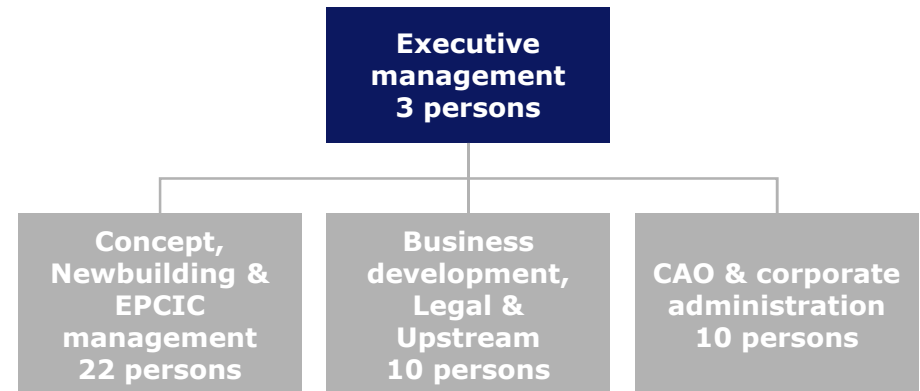 Executive
management
3 persons
Concept,
Newbuilding &
EPCIC
management
22 persons
Business
development,
Legal &
Upstream
10 persons
CAO & corporate
administration
10 persons